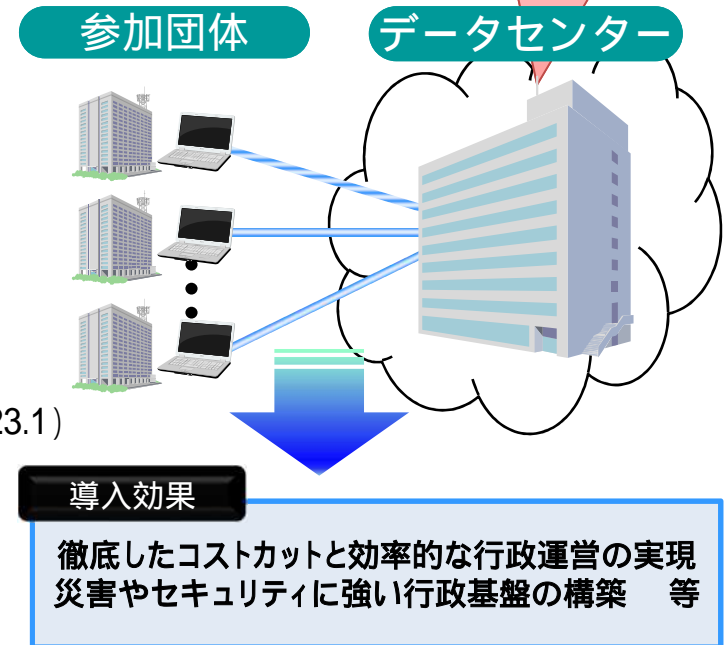 参加団体
データセンター
23.1）
導入効果
徹底したコストカットと効率的な行政運営の実現
災害やセキュリティに強い行政基盤の構築　等